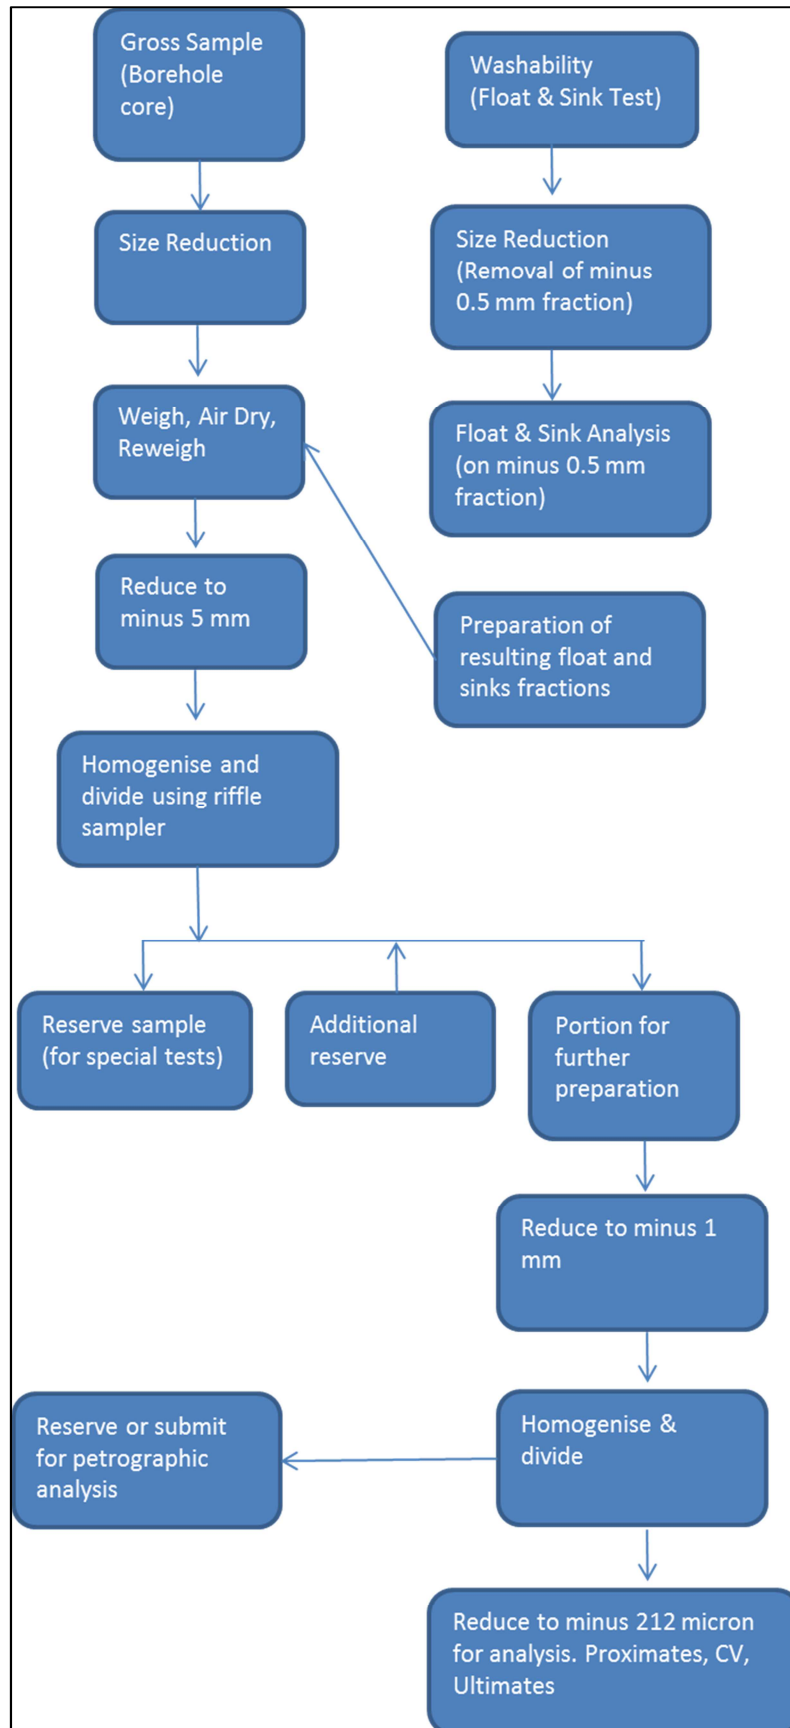 Gross Sample
(Borehole
core)
Washability
(Float & Sink Test)
Size Reduction
Size Reduction
(Removal of minus
0.5 mm fraction)
Weigh, Air Dry,
Reweigh
Float & Sink Analysis
(on minus 0.5 mm
fraction)
Reduce to
minus 5 mm
Preparation of
resulting float and
sinks fractions
Homogenise and
divide using riffle
sampler
Reserve sample
(for special tests)
Additional
reserve
Portion for
further
preparation
Reduce to minus 1
mm
Homogenise &
divide
Reserve or submit
for petrographic
analysis
Reduce to minus 212 micron
for analysis. Proximates, CV,
Ultimates